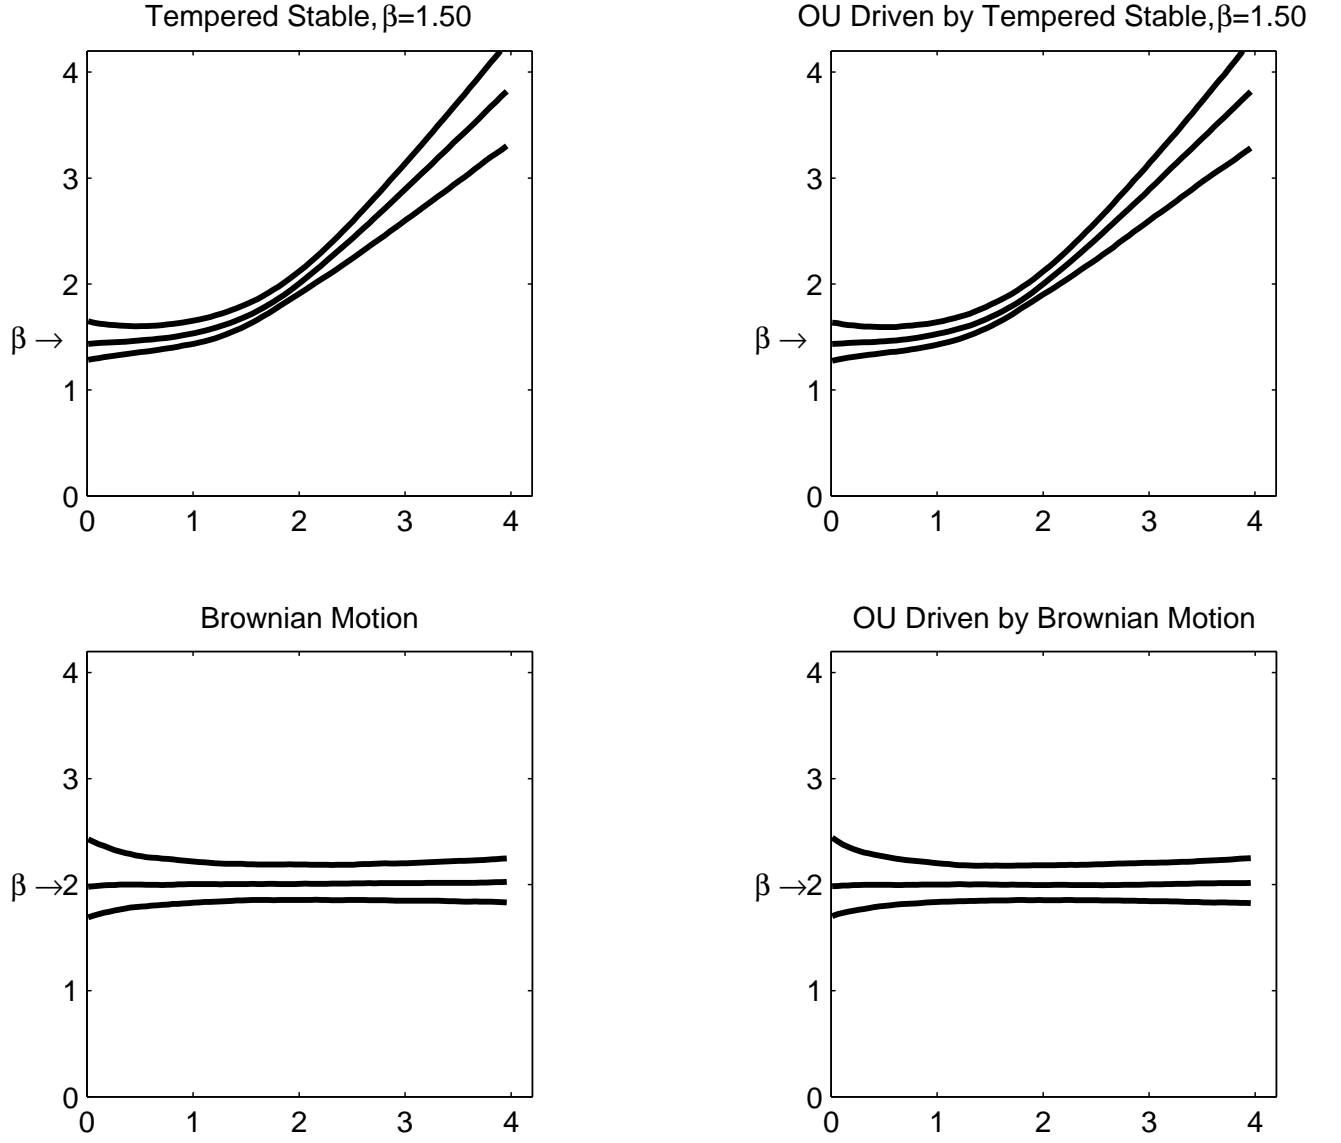 Tempered Stable, β=1.50
4
3
2
β →
1
0
0 1 2 3 4
OU Driven by Tempered Stable,β=1.50
4
3
2
β →
1
0
0 1 2 3 4
Brownian Motion
4
3
β →2
1
0
0 1 2 3 4
OU Driven by Brownian Motion
4
3
β →2
1
0
0 1 2 3 4